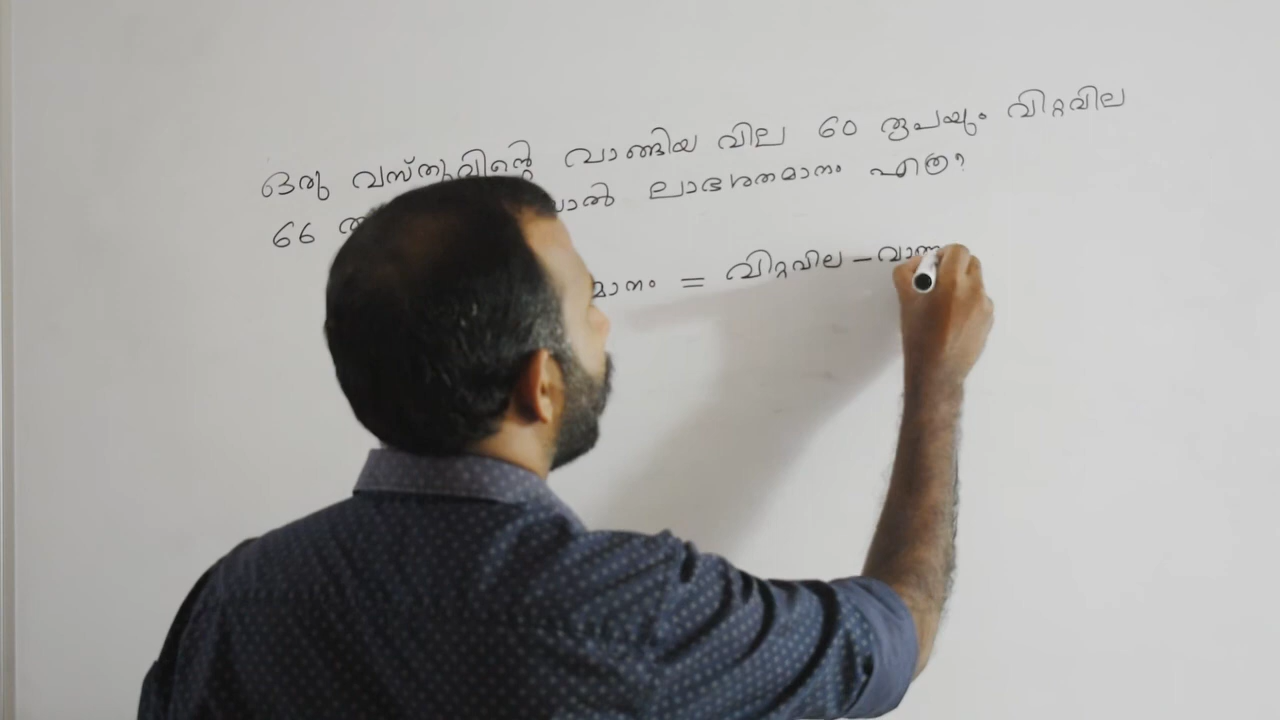 ഒരു വസ്തുവിന്റെ വാങ്ങിയ വില 60 രൂപയും വിറ്റവില
66 ലാഭശതമാനം എത്ര?
= വിറ്റവില -